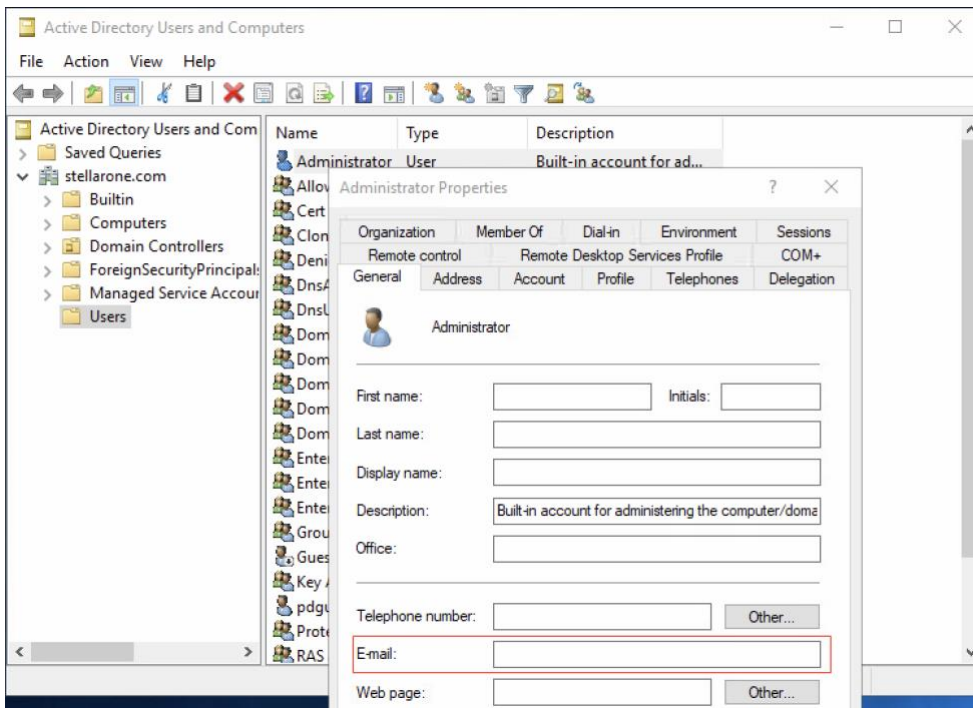 Active Directory Users and Computers
File Action View Help
Active Directory Users and Com
Saved Queries
stellarone.com
Builtin
Computers
Domain Controllers
ForeignSecurityPrincipals
Managed Service Accour
Users
Name Type Description
Administrator User Built-in account for ad...
Allov
Cert
Clon
Deni
DnsA
DnsU
Dom
Dom
Dom
Dom
Dom
Enter
Enter
Enter
Grou
Gues
Key A
pdgu
Prote
RAS
Administrator Properties ?
Organization Member Of Dial-in Environment Sessions
Remote control Remote Desktop Services Profile COM+
General Address Account Profile Telephones Delegation
Administrator
First name: Initials:
Last name:
Display name:
Description: Built-in account for administering the computer/doma
Office:
Telephone number: Other...
E-mail:
Web page: Other...